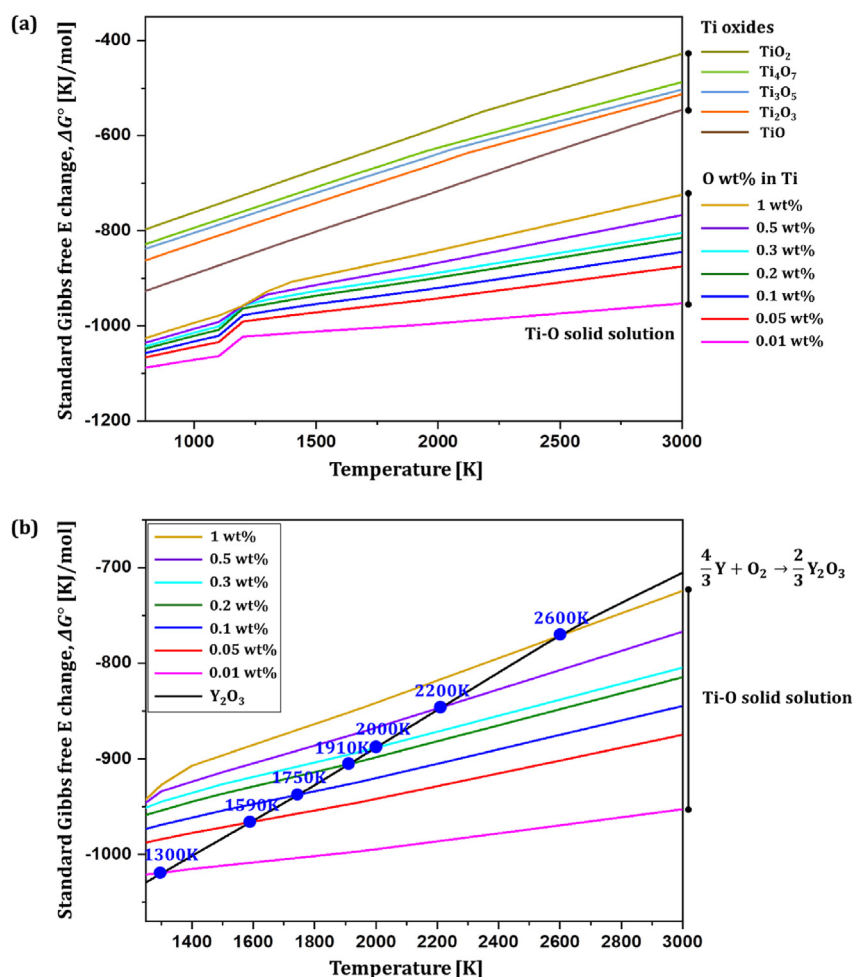 (a)
Standard Gibbs free E change, ΔG° [KJ/mol]
-400
-600
-800
-1000
-1200
1000
1500
2000
2500
3000
Temperature [K]
Ti-O solid solution
Ti oxides
TiO₂
Ti₄O₇
Ti₃O₅
Ti₂O₃
TiO
O wt% in Ti
1 wt%
0.5 wt%
0.3 wt%
0.2 wt%
0.1 wt%
0.05 wt%
0.01 wt%
(b)
Standard Gibbs free E change, ΔG° [KJ/mol]
-700
-800
-900
-1000
1 wt%
0.5 wt%
0.3 wt%
0.2 wt%
0.1 wt%
0.05 wt%
0.01 wt%
Y₂O₃
2600K
2200K
2000K
1910K
1750K
1590K
1300K
4/3 Y + O₂ → 2/3 Y₂O₃
Ti-O solid solution
1400
1600
1800
2000
2200
2400
2600
2800
3000
Temperature [K]